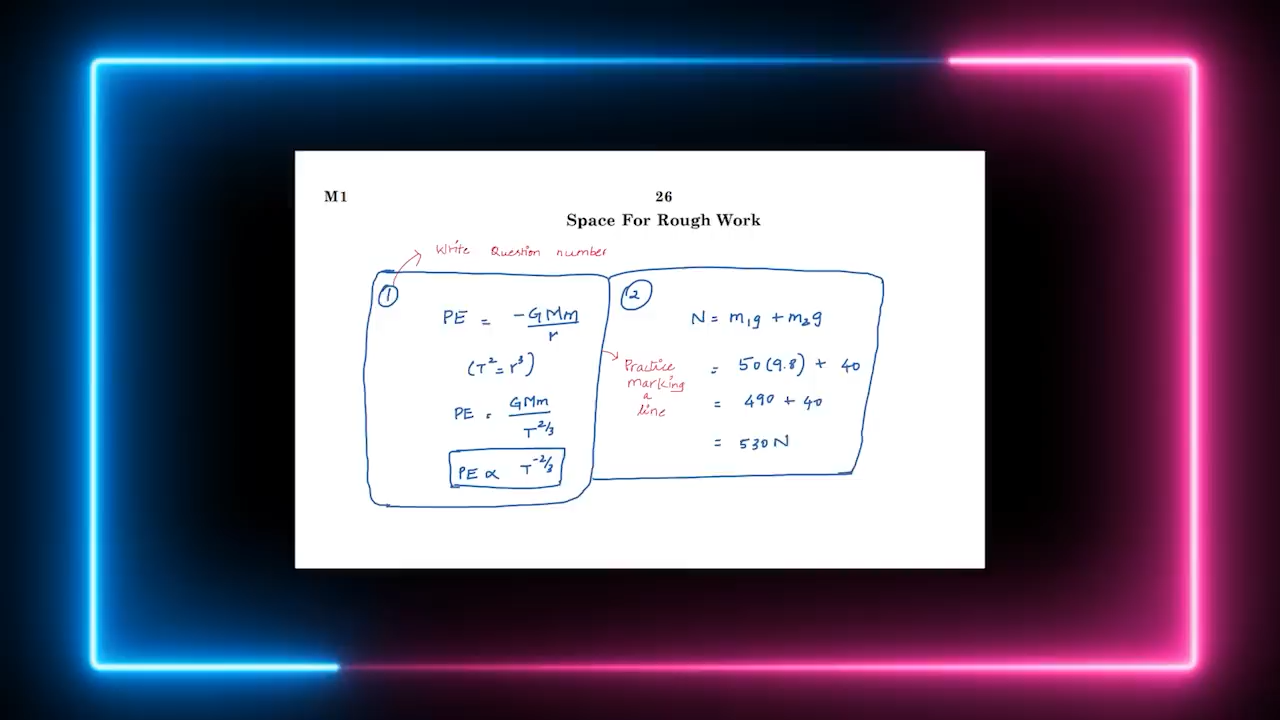 M1
26
Space For Rough Work
Write Question number
1
PE = -GMm/r
(T² = r³)
PE = GMm/T^2/3
PE ∝ T^-2/3
Practice
marking
a
line
2
N = m₁g + m₂g
= 50(9.8) + 40
= 490 + 40
= 530N